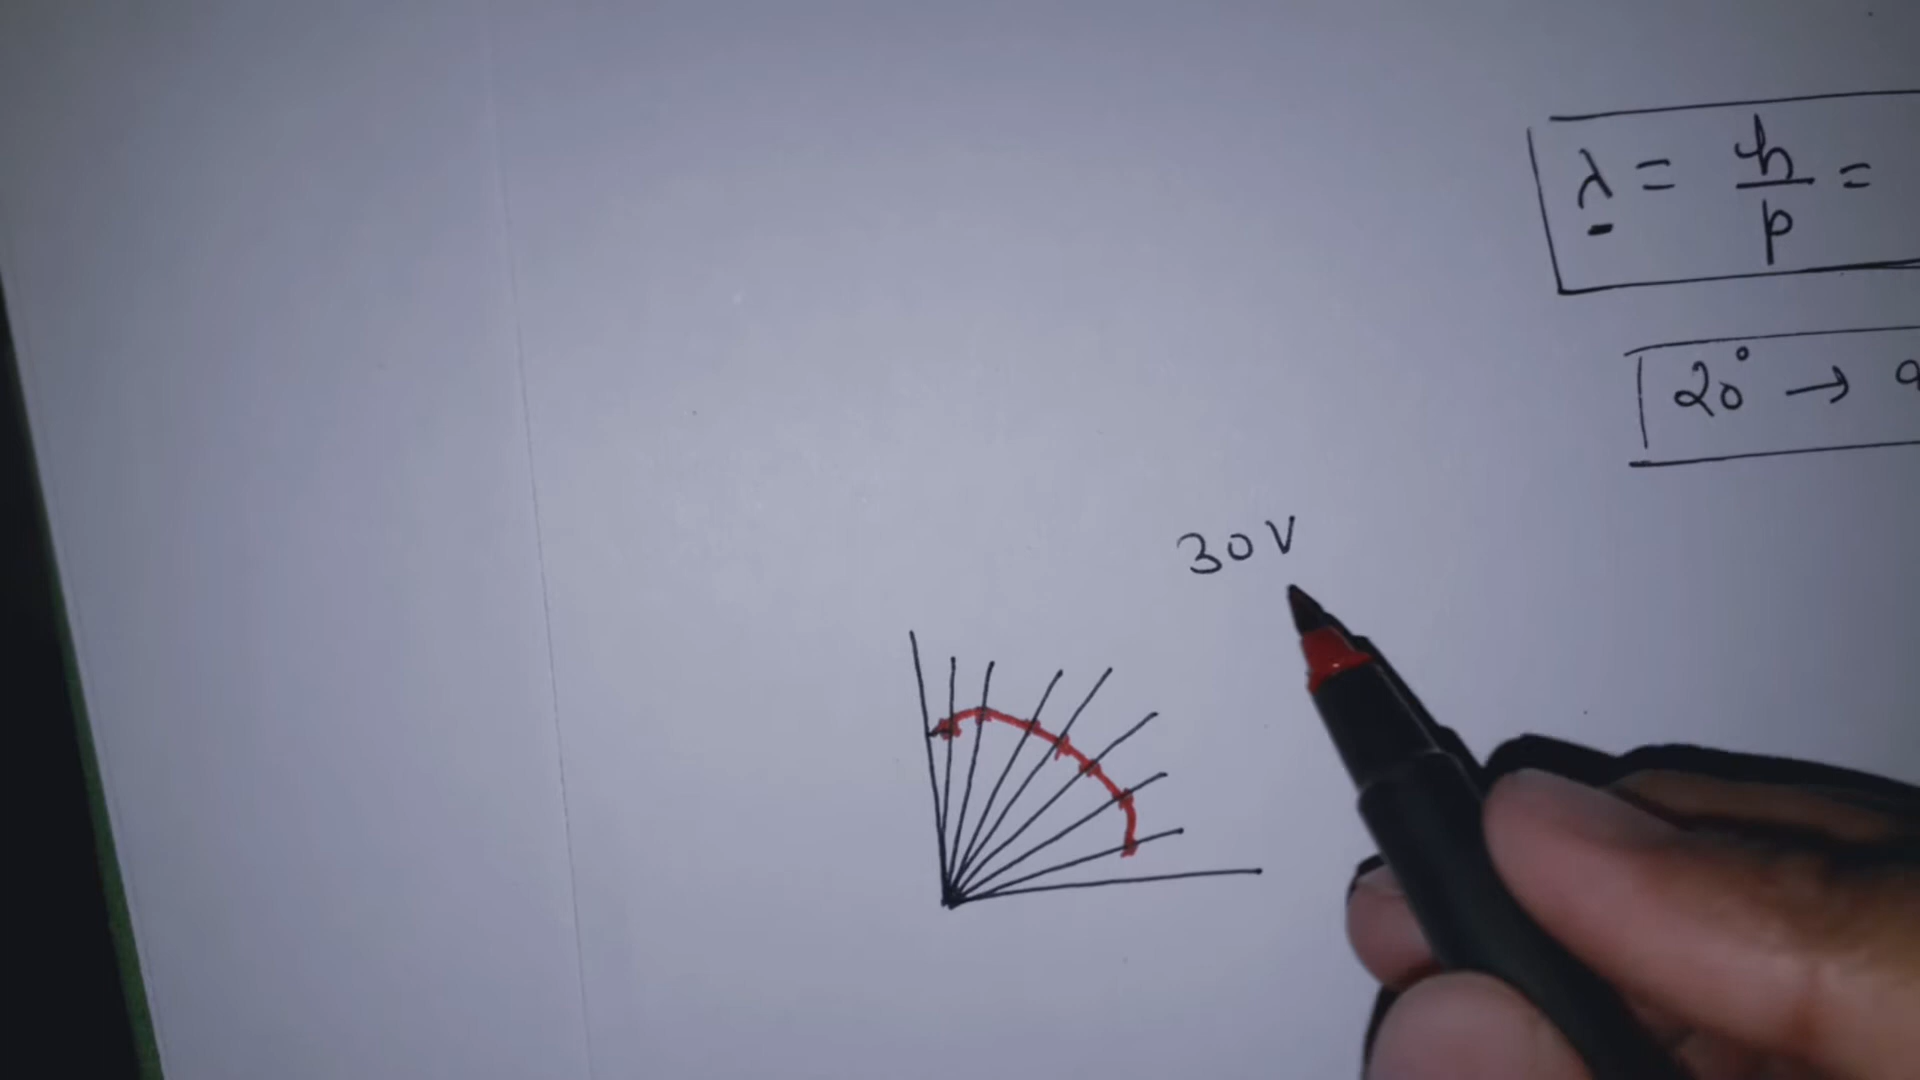 λ = h/p =
20° →
30V